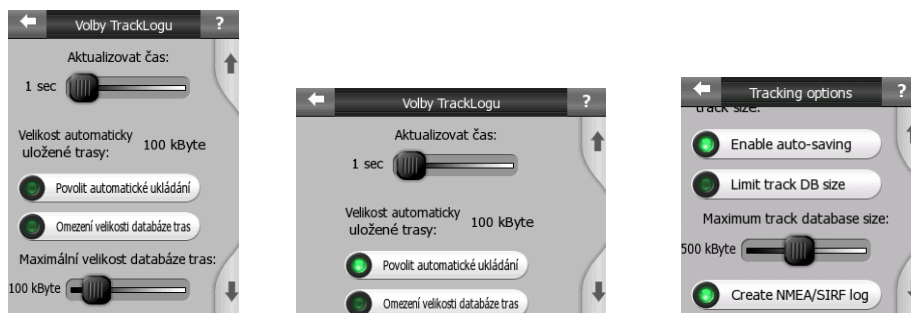 Volby TrackLogu ?
Aktualizovat čas:
1 sec
Velikost automaticky
uložené trasy: 100 kByte
Povolit automatické ukládání
Omezení velikosti databáze tras
Maximální velikost databáze tras:
100 kByte
Volby TrackLogu ?
Aktualizovat čas:
1 sec
Velikost automaticky
uložené trasy: 100 kByte
Povolit automatické ukládání
Omezení velikosti databáze tras
Tracking options ?
track size:
Enable auto-saving
Limit track DB size
Maximum track database size:
500 kByte
Create NMEA/SIRF log